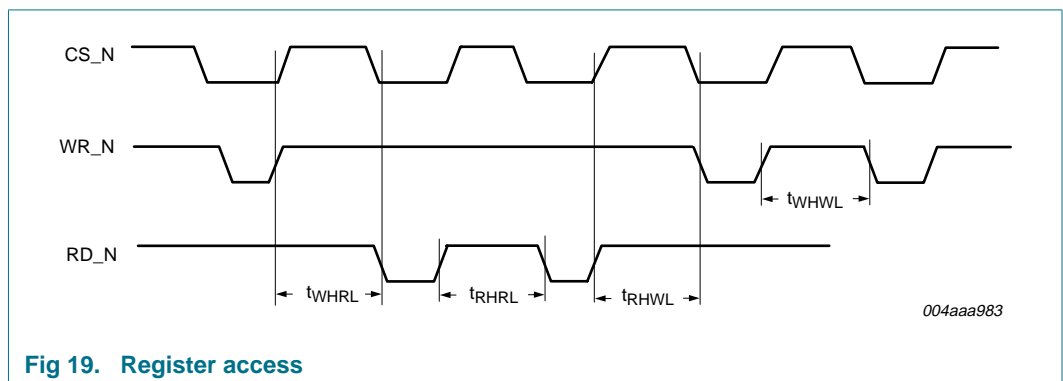 CS_N
WR_N
tWHWL
RD_N
tWHRL tRHRL tRHWL
004aaa983
Fig 19. Register access